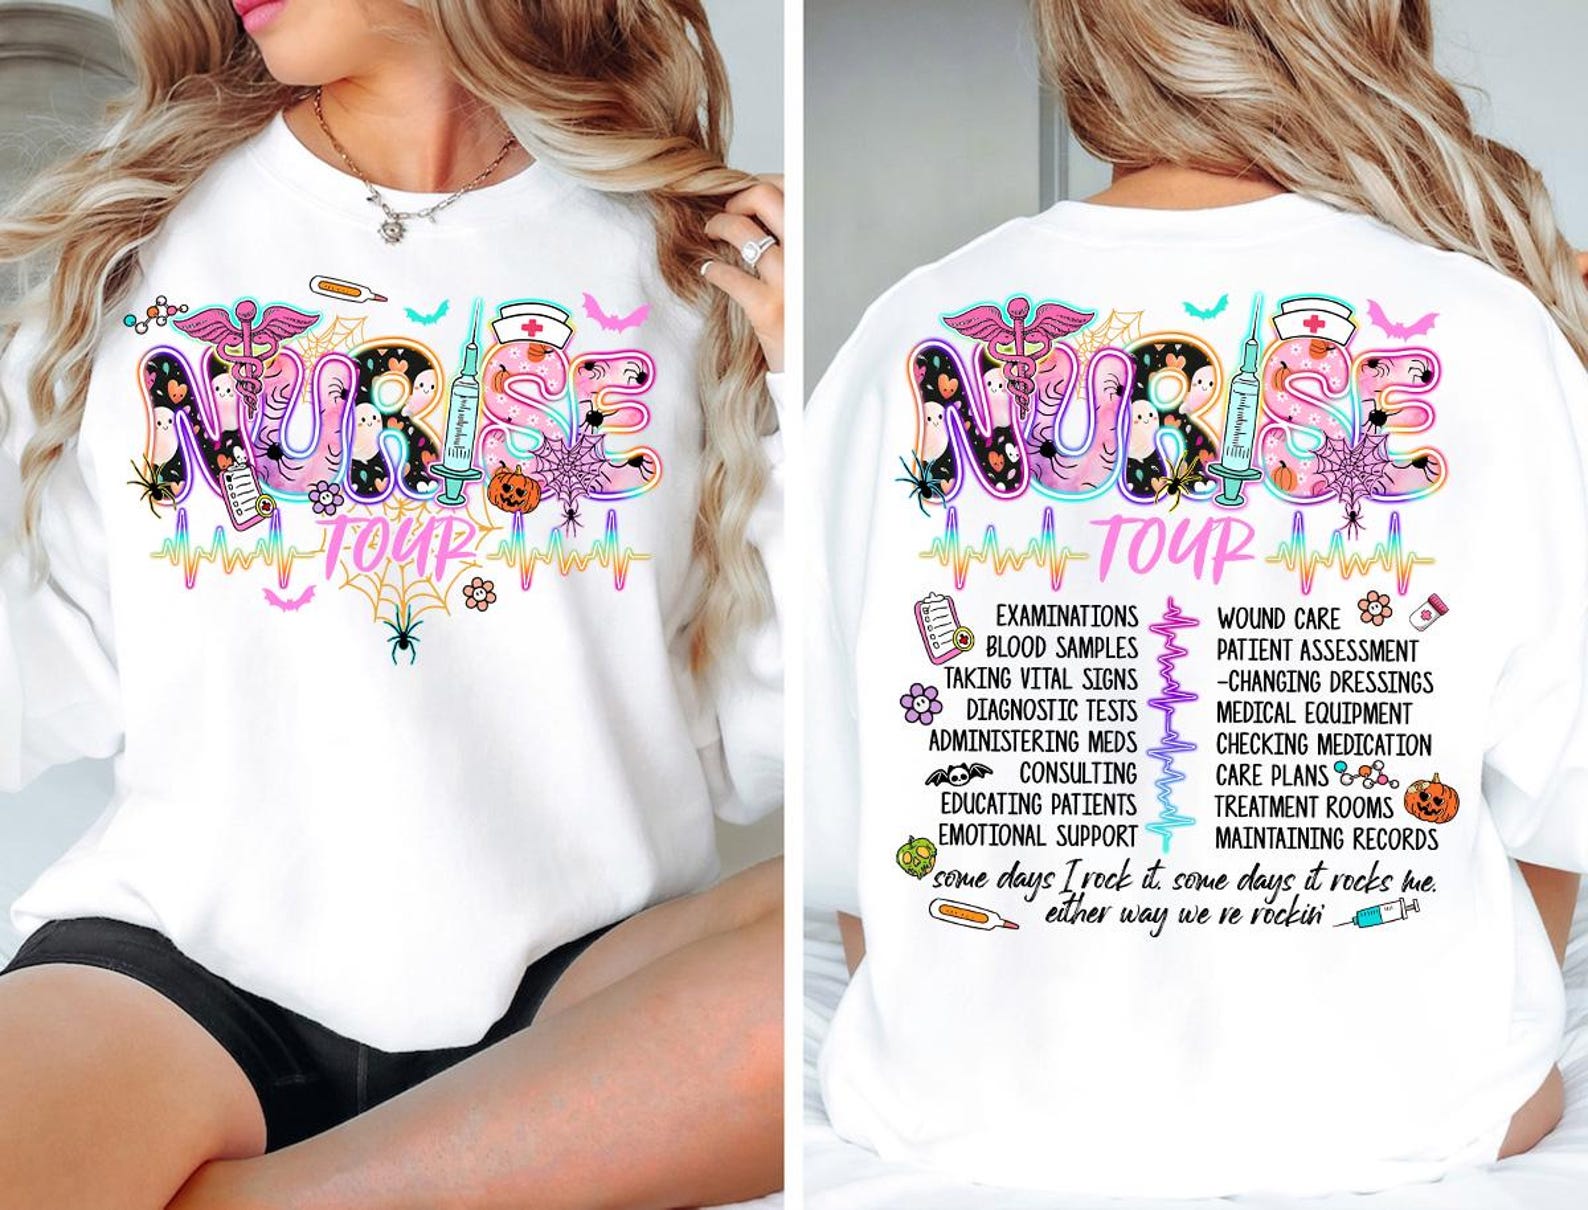 NURSE
TOUR
NURSE
TOUR
EXAMINATIONS
BLOOD SAMPLES
TAKING VITAL SIGNS
DIAGNOSTIC TESTS
ADMINISTERING MEDS
CONSULTING
EDUCATING PATIENTS
EMOTIONAL SUPPORT
WOUND CARE
PATIENT ASSESSMENT
-CHANGING DRESSINGS
MEDICAL EQUIPMENT
CHECKING MEDICATION
CARE PLANS
TREATMENT ROOMS
MAINTAINING RECORDS
some days I rock it. some days it rocks me.
either way we re rockin'